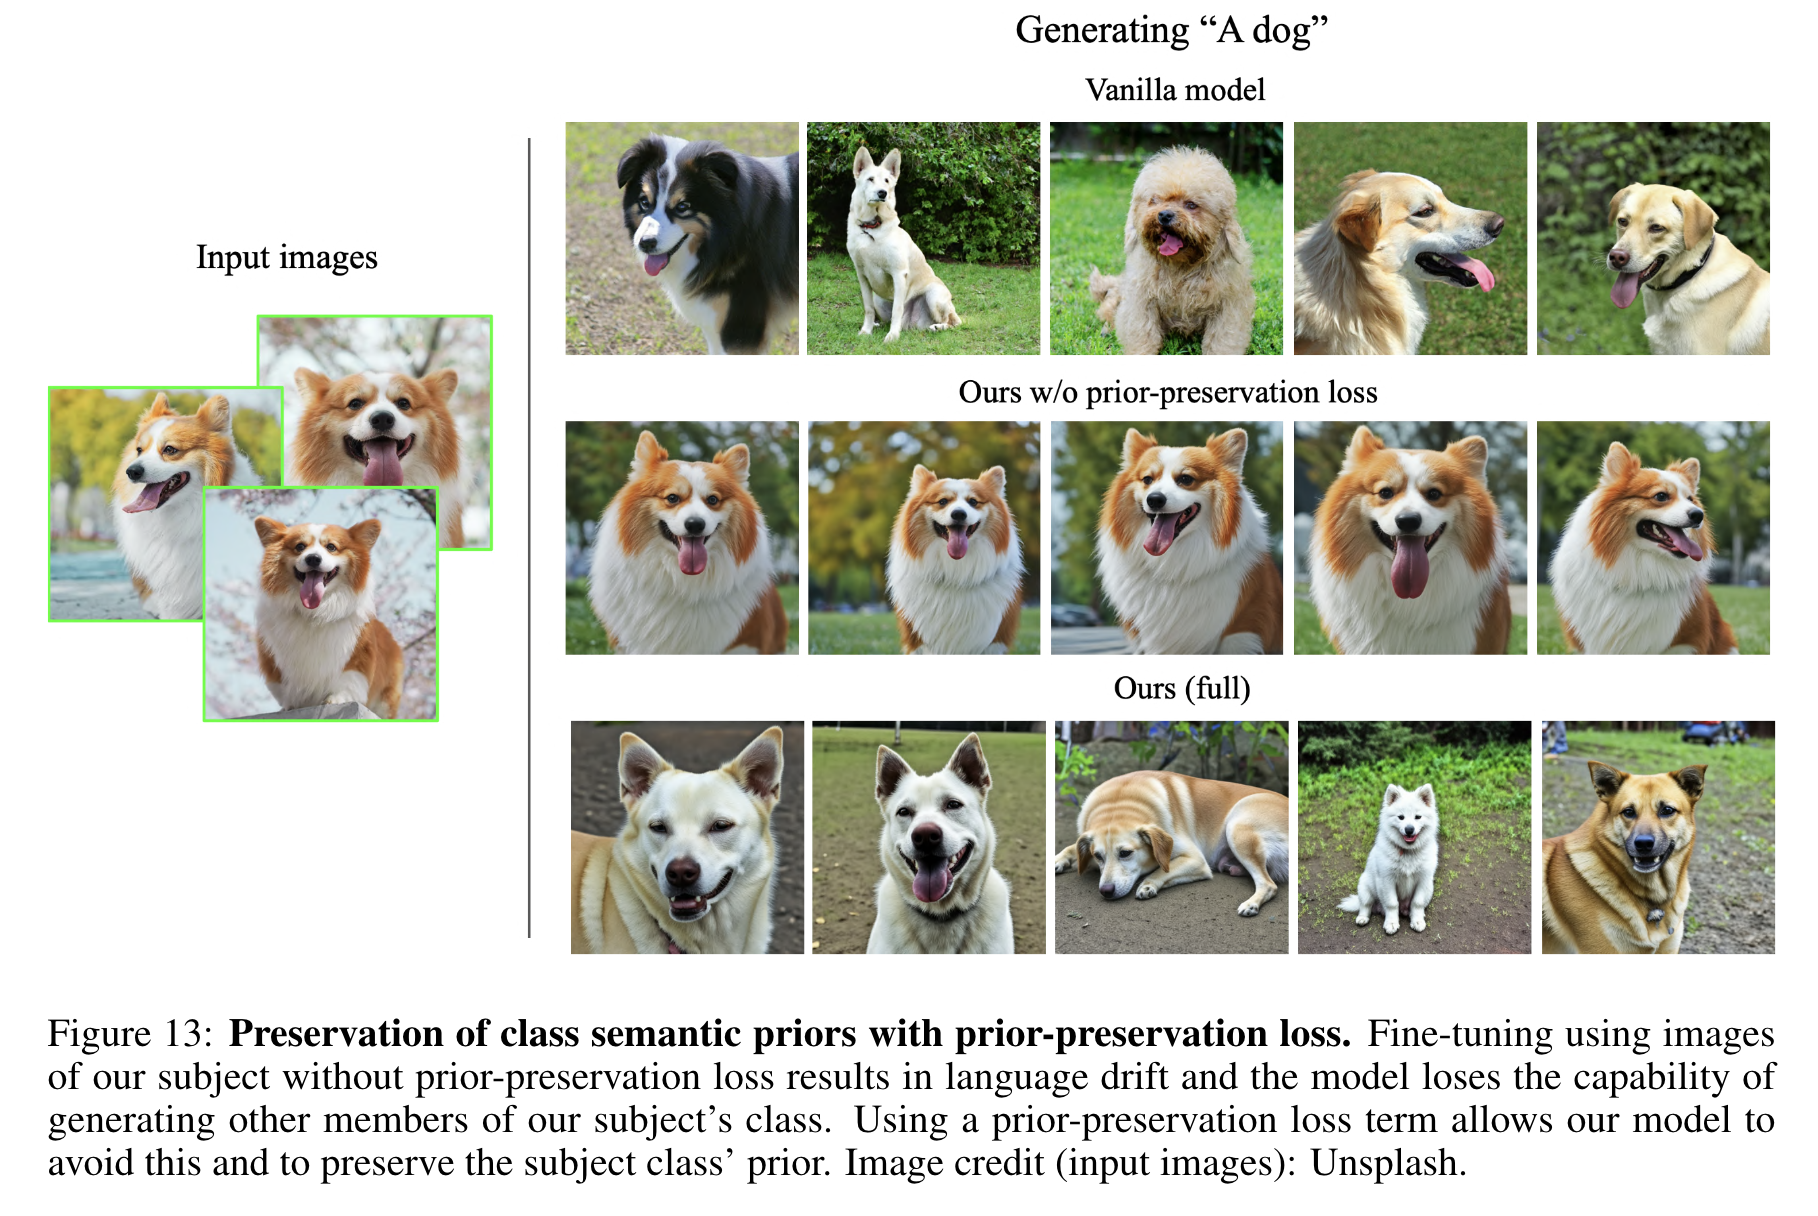 Generating “A dog”
Vanilla model
Input images
Ours w/o prior-preservation loss
Ours (full)
Figure 13: Preservation of class semantic priors with prior-preservation loss. Fine-tuning using images
of our subject without prior-preservation loss results in language drift and the model loses the capability of
generating other members of our subject’s class. Using a prior-preservation loss term allows our model to
avoid this and to preserve the subject class’ prior. Image credit (input images): Unsplash.